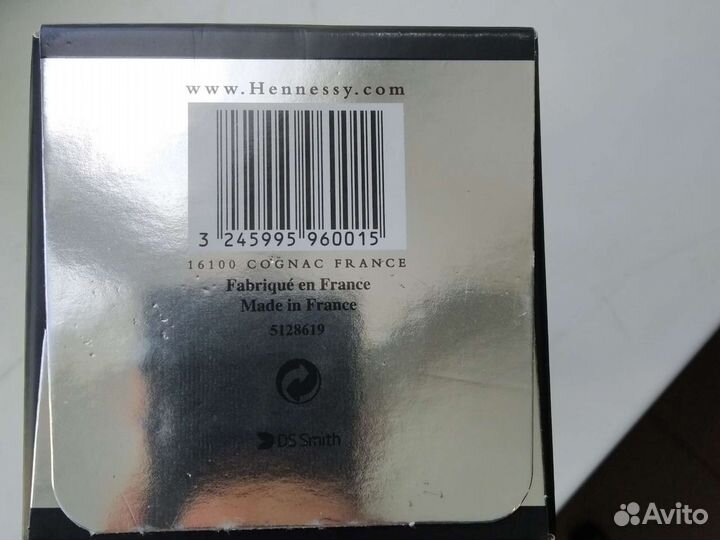 www.Hennessy.com
3 245995 960015
16100 COGNAC FRANCE
Fabriqué en France
Made in France
5128619
DS Smith
Avito